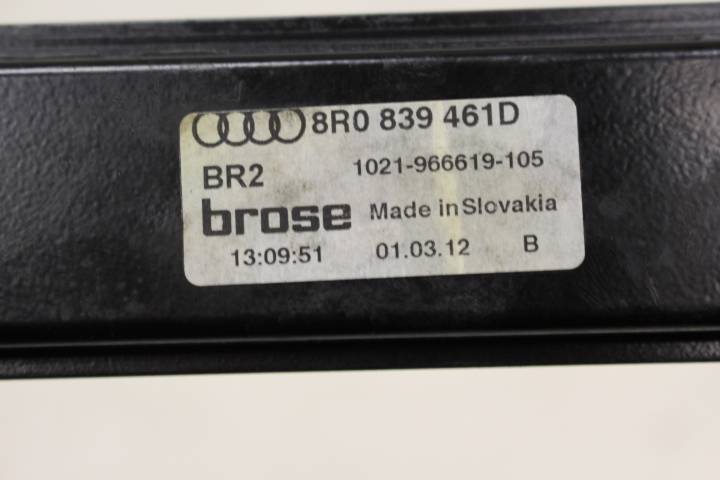 8R0 839 461D
BR2 1021-966619-105
brose Made in Slovakia
13:09:51 01.03.12 B